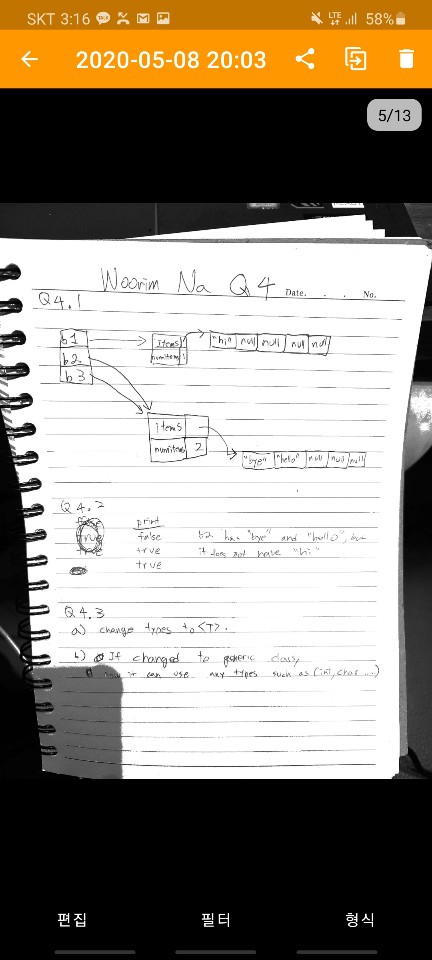 SKT 3:16 LTE 58%
2020-05-08 20:03
5/13
Woorim Na Q4 Date. . . . No.
Q4.1
b1
b2
b3
items
numitems 1
"hi" null null null null
items
numitems 2
"bye" "hello" null null null
Q4.2
print
true false b2 has "bye" and "hello", but
true true it does not have "hi"
true
Q4.3
a) change types to <T>.
b) If changed to generic class,
it can use any types such as (int, char ....)
편집 필터 형식